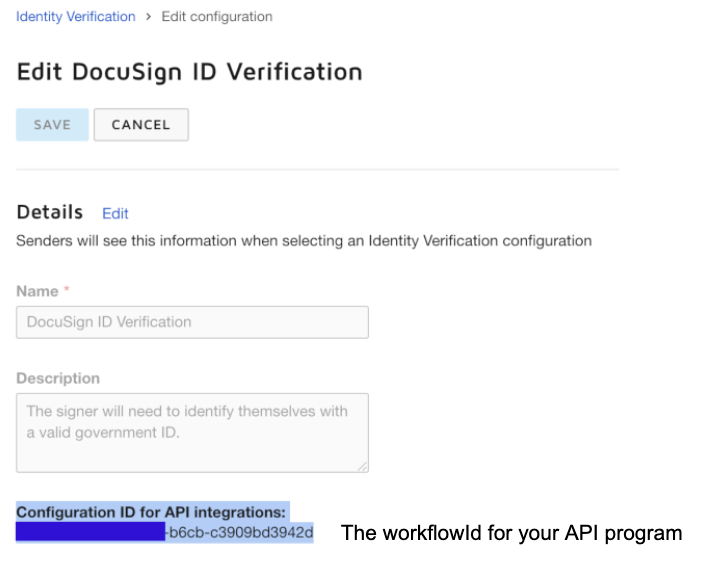 Identity Verification > Edit configuration
Edit DocuSign ID Verification
SAVE CANCEL
Details Edit
Senders will see this information when selecting an Identity Verification configuration
Name *
DocuSign ID Verification
Description
The signer will need to identify themselves with
a valid government ID.
Configuration ID for API integrations:
-b6cb-c3909bd3942d The workflowId for your API program